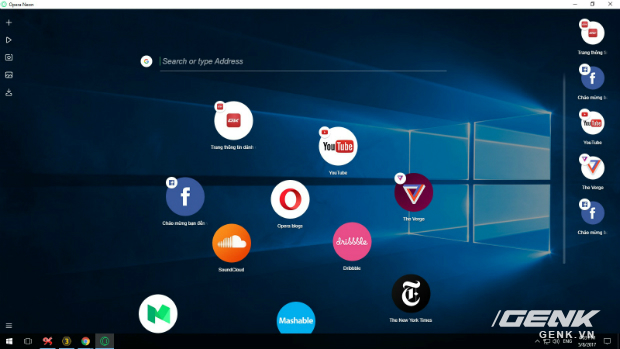 Opera Neon
Search or type Address
Trang thông tin dành
YouTube
YouTube
Chào mừng bạn đến
Opera blogs
The Verge
SoundCloud
dribbble
Dribbble
Mashable
The New York Times
Trang thông
Chào mừng
YouTube
YouTube
The Verge
Chào mừng
GENK
GENK.VN
ENG
3/8/2017